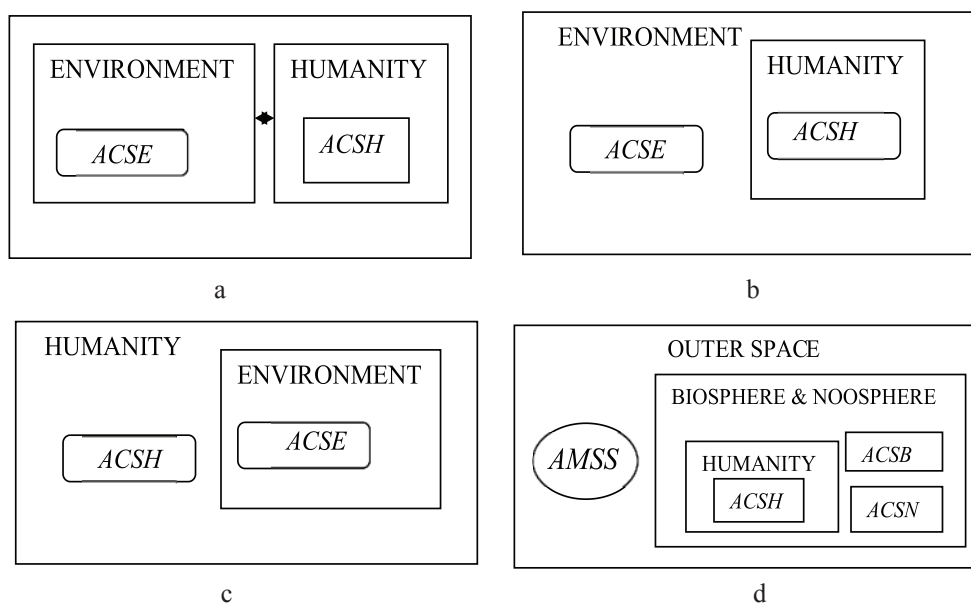 ENVIRONMENT
HUMANITY
ACSE
ACSH
a
ENVIRONMENT
HUMANITY
ACSE
ACSH
b
HUMANITY
ENVIRONMENT
ACSH
ACSE
c
OUTER SPACE
BIOSPHERE & NOOSPHERE
AMSS
HUMANITY
ACSH
ACSB
ACSN
d